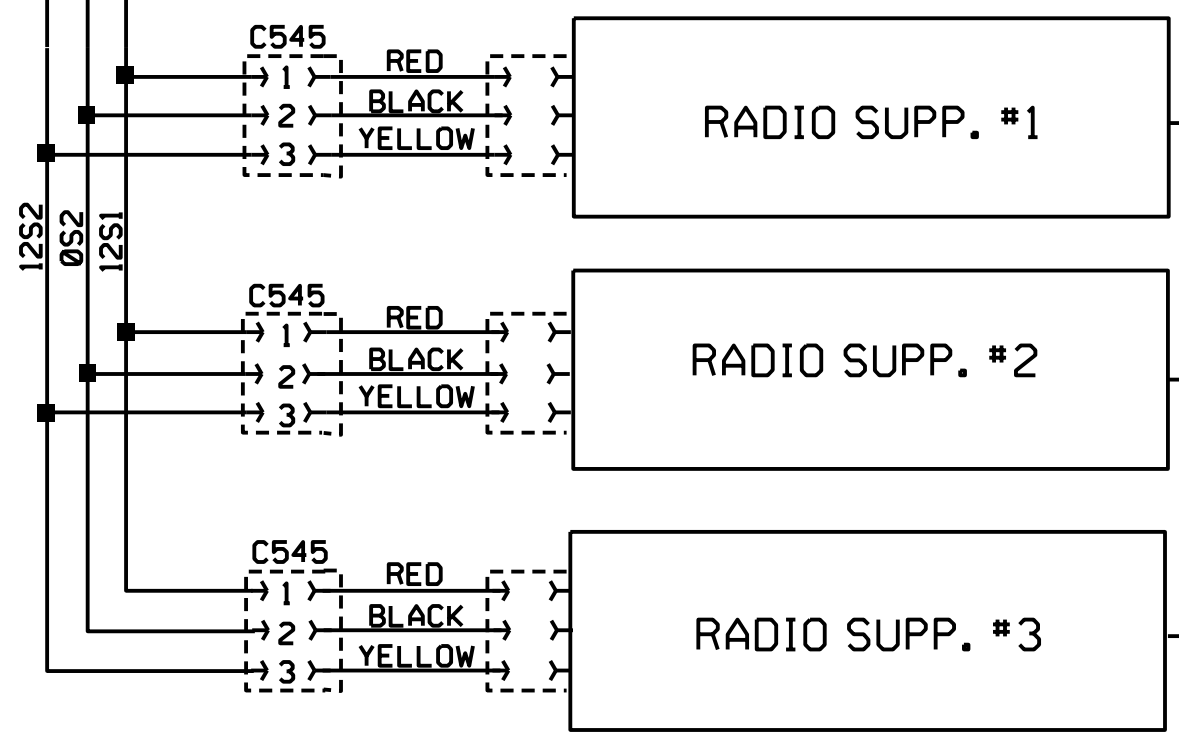 C545
RED
1
BLACK
2
YELLOW
3
RADIO SUPP. #1
12S2
0S2
12S1
C545
RED
1
BLACK
2
YELLOW
3
RADIO SUPP. #2
C545
RED
1
BLACK
2
YELLOW
3
RADIO SUPP. #3